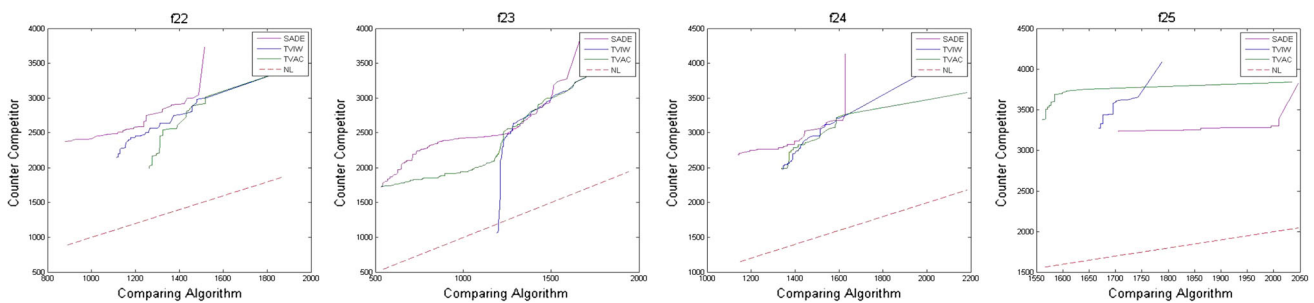 f22
4000
3500
3000
2500
2000
1500
1000
500
800
1000
1200
1400
1600
1800
2000
SADE
TVIW
TVAC
NL
Counter Competitor
Comparing Algorithm
f23
4000
3500
3000
2500
2000
1500
1000
500
500
1000
1500
2000
SADE
TVIW
TVAC
NL
Counter Competitor
Comparing Algorithm
f24
4000
3500
3000
2500
2000
1500
1000
1000
1200
1400
1600
1800
2000
2200
SADE
TVIW
TVAC
NL
Counter Competitor
Comparing Algorithm
f25
4500
4000
3500
3000
2500
2000
1500
1550
1600
1650
1700
1750
1800
1850
1900
1950
2000
2050
SADE
TVIW
TVAC
NL
Counter Competitor
Comparing Algorithm